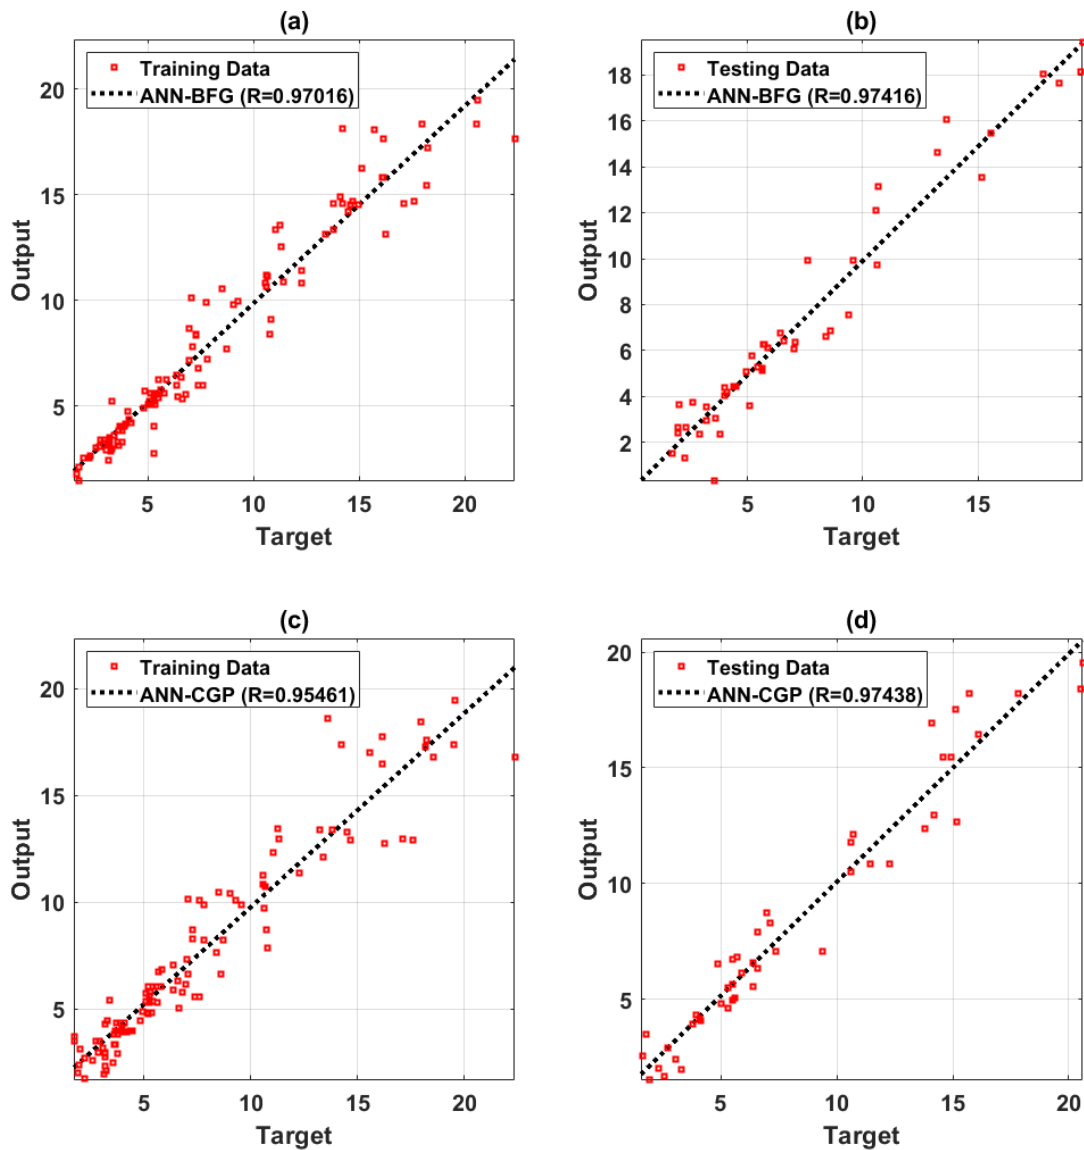 (a)
Training Data
ANN-BFG (R=0.97016)
20
15
10
5
Output
5 10 15 20
Target
(b)
Testing Data
ANN-BFG (R=0.97416)
18
16
14
12
10
8
6
4
2
Output
5 10 15
Target
(c)
Training Data
ANN-CGP (R=0.95461)
20
15
10
5
Output
5 10 15 20
Target
(d)
Testing Data
ANN-CGP (R=0.97438)
20
15
10
5
Output
5 10 15 20
Target